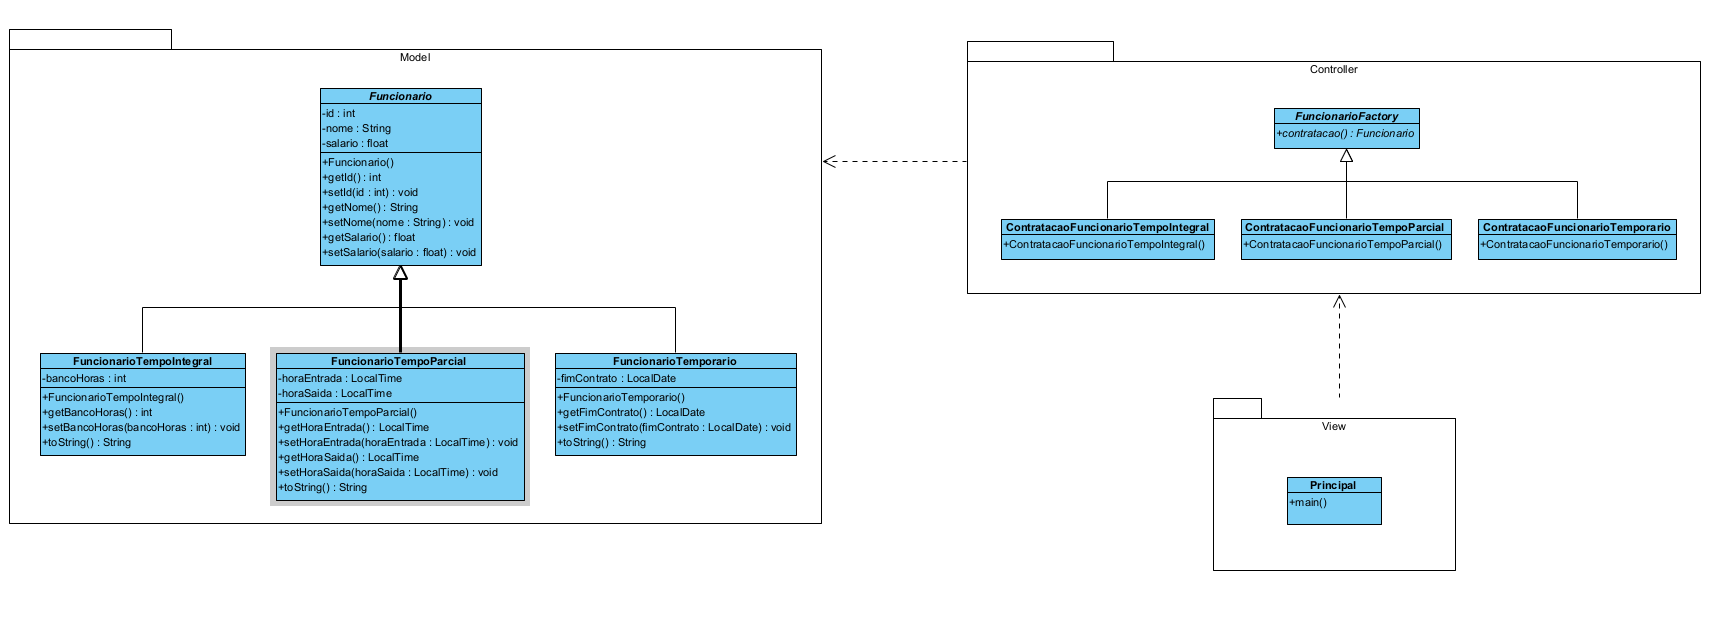 Model
Funcionario
-id : int
-nome : String
-salario : float
+Funcionario()
+getId() : int
+setId(id : int) : void
+getNome() : String
+setNome(nome : String) : void
+getSalario() : float
+setSalario(salario : float) : void
FuncionarioTempoIntegral
-bancoHoras : int
+FuncionarioTempoIntegral()
+getBancoHoras() : int
+setBancoHoras(bancoHoras : int) : void
+toString() : String
FuncionarioTempoParcial
-horaEntrada : LocalTime
-horaSaida : LocalTime
+FuncionarioTempoParcial()
+getHoraEntrada() : LocalTime
+setHoraEntrada(horaEntrada : LocalTime) : void
+getHoraSaida() : LocalTime
+setHoraSaida(horaSaida : LocalTime) : void
+toString() : String
FuncionarioTemporario
-fimContrato : LocalDate
+FuncionarioTemporario()
+getFimContrato() : LocalDate
+setFimContrato(fimContrato : LocalDate) : void
+toString() : String
Controller
FuncionarioFactory
+contratacao() : Funcionario
ContratacaoFuncionarioTempoIntegral
+ContratacaoFuncionarioTempoIntegral()
ContratacaoFuncionarioTempoParcial
+ContratacaoFuncionarioTempoParcial()
ContratacaoFuncionarioTemporario
+ContratacaoFuncionarioTemporario()
View
Principal
+main()